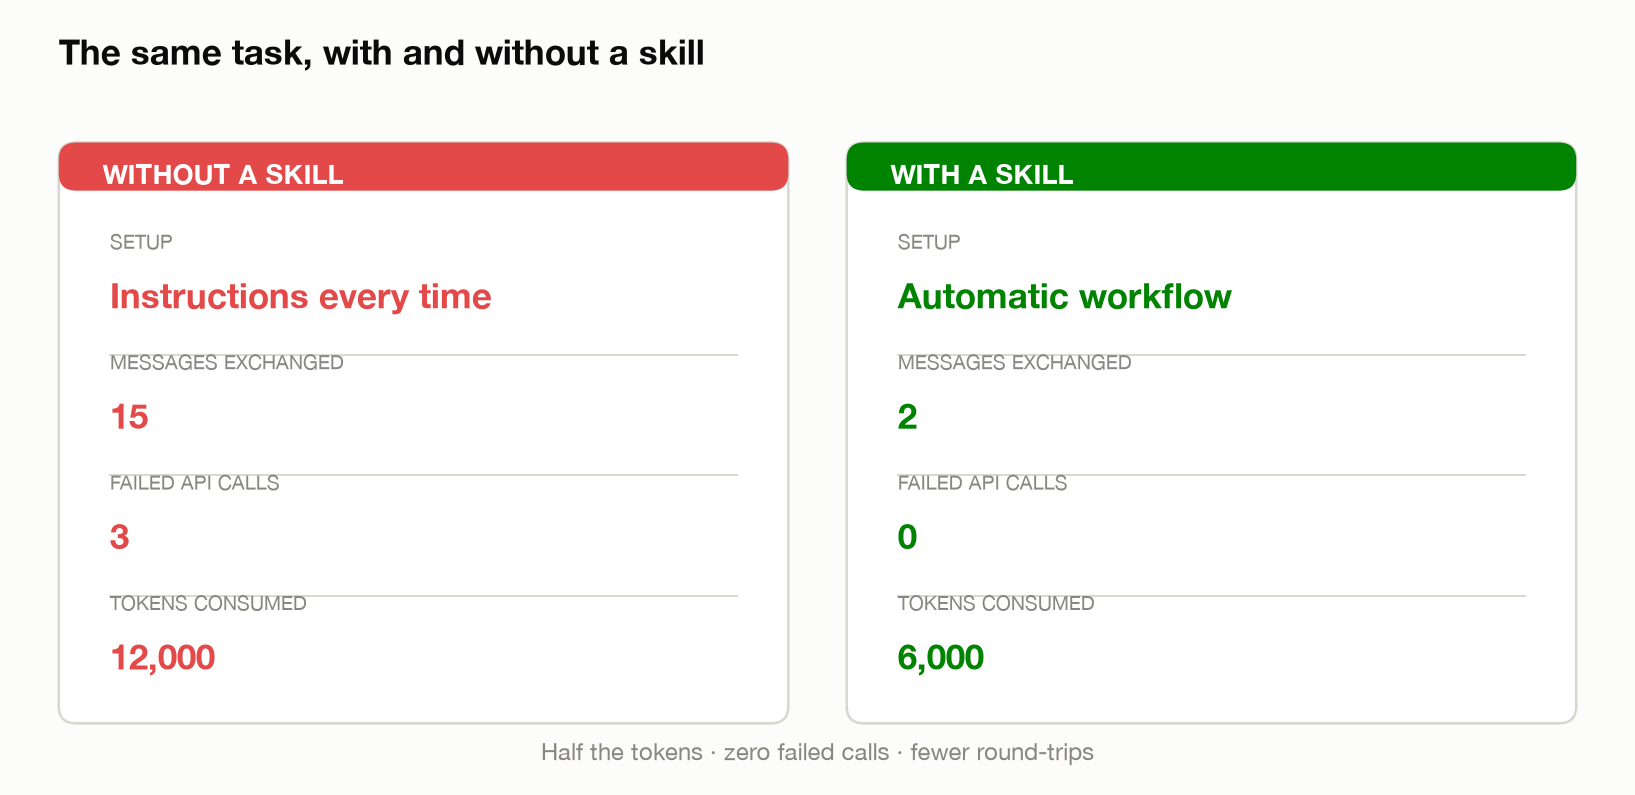 The same task, with and without a skill
WITHOUT A SKILL
SETUP
Instructions every time
MESSAGES EXCHANGED
15
FAILED API CALLS
3
TOKENS CONSUMED
12,000
WITH A SKILL
SETUP
Automatic workflow
MESSAGES EXCHANGED
2
FAILED API CALLS
0
TOKENS CONSUMED
6,000
Half the tokens · zero failed calls · fewer round-trips